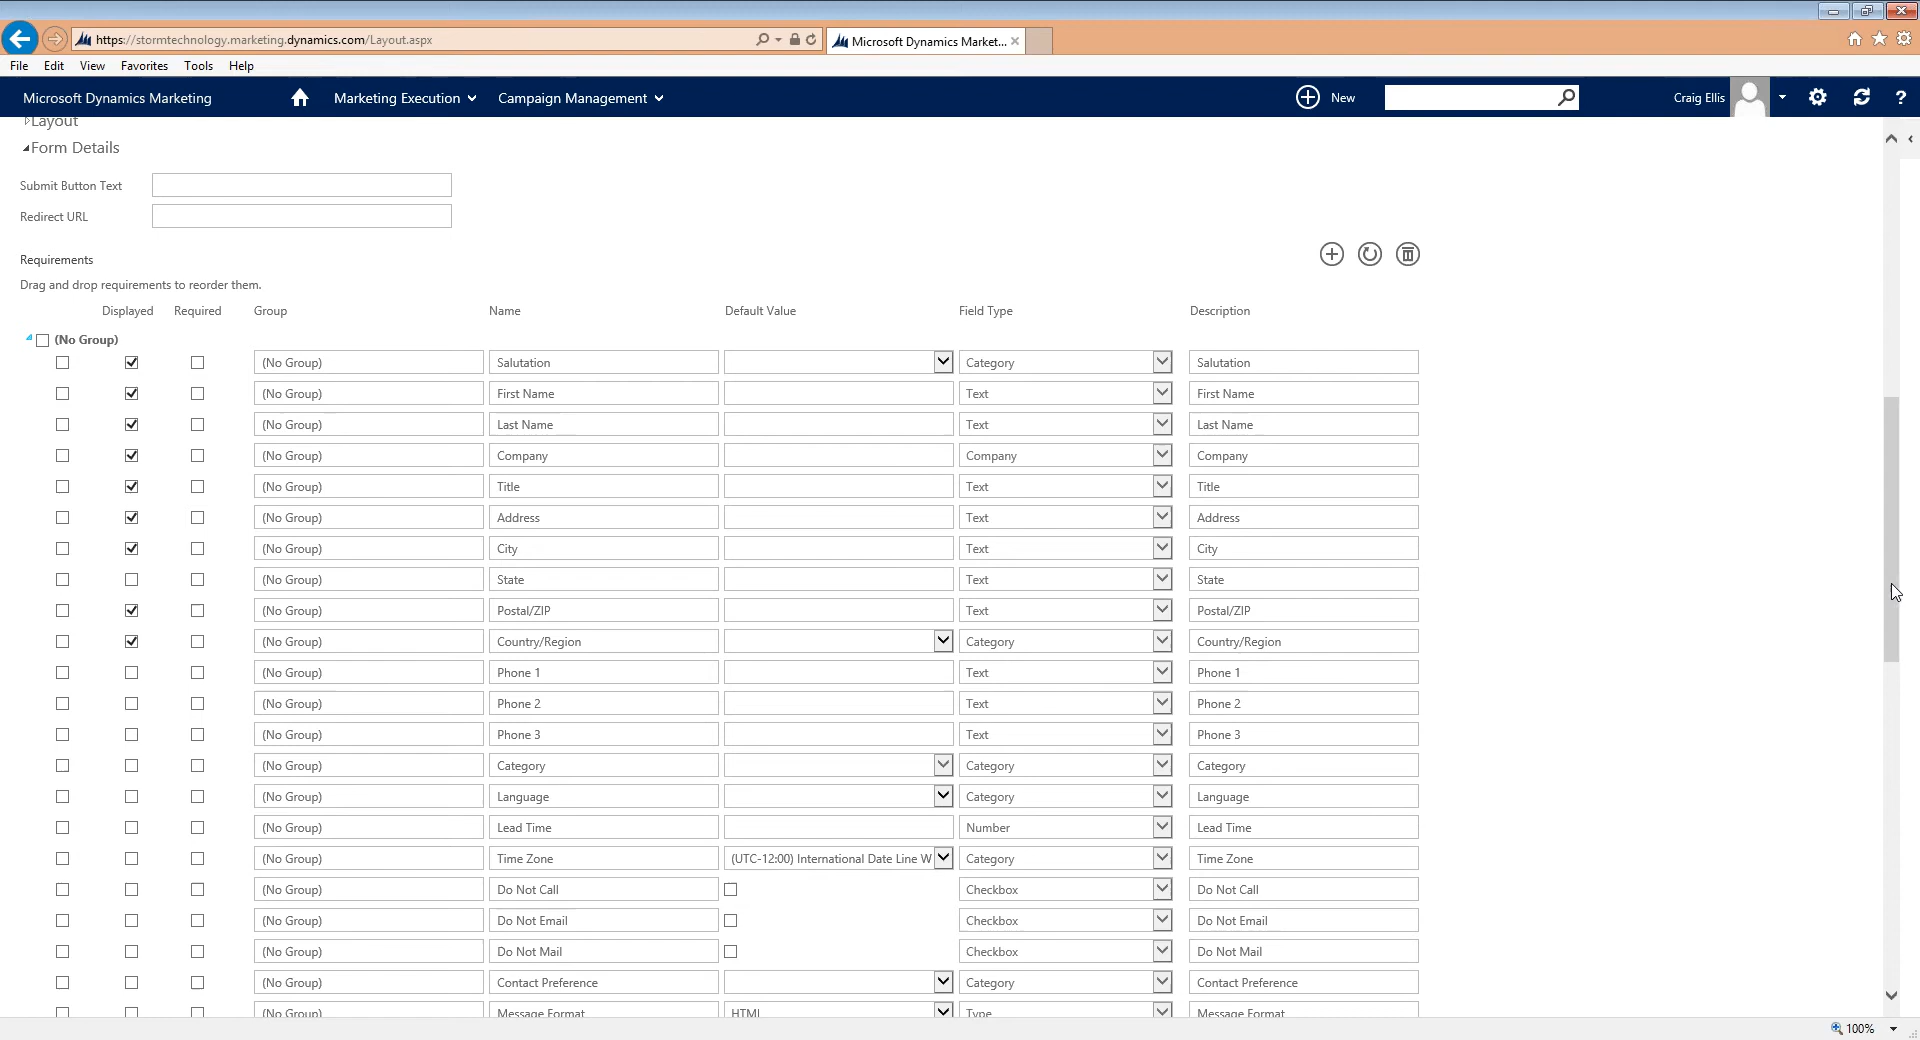 https://stormtechnology.marketing.dynamics.com/Layout.aspx
Microsoft Dynamics Market...
File Edit View Favorites Tools Help
Microsoft Dynamics Marketing Marketing Execution Campaign Management New Craig Ellis ?
Layout
Form Details
Submit Button Text
Redirect URL
Requirements
Drag and drop requirements to reorder them.
Displayed Required Group Name Default Value Field Type Description
(No Group)
(No Group) Salutation Category Salutation
(No Group) First Name Text First Name
(No Group) Last Name Text Last Name
(No Group) Company Company Company
(No Group) Title Text Title
(No Group) Address Text Address
(No Group) City Text City
(No Group) State Text State
(No Group) Postal/ZIP Text Postal/ZIP
(No Group) Country/Region Category Country/Region
(No Group) Phone 1 Text Phone 1
(No Group) Phone 2 Text Phone 2
(No Group) Phone 3 Text Phone 3
(No Group) Category Category Category
(No Group) Language Category Language
(No Group) Lead Time Number Lead Time
(No Group) Time Zone (UTC-12:00) International Date Line W Category Time Zone
(No Group) Do Not Call Checkbox Do Not Call
(No Group) Do Not Email Checkbox Do Not Email
(No Group) Do Not Mail Checkbox Do Not Mail
(No Group) Contact Preference Category Contact Preference
(No Group) Message Format HTML Type Message Format
100%